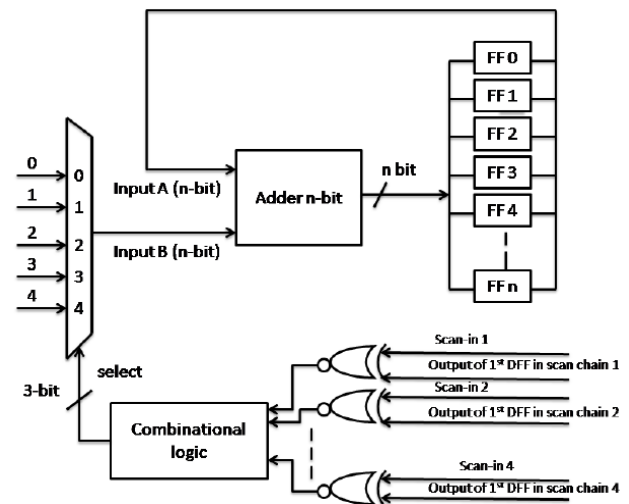 FF 0
FF 1
FF 2
FF 3
FF 4
FF n
n bit
Adder n-bit
Input A (n-bit)
Input B (n-bit)
0
1
2
3
4
0
1
2
3
4
select
3-bit
Combinational
logic
Scan-in 1
Output of 1st DFF in scan chain 1
Scan-in 2
Output of 1st DFF in scan chain 2
Scan-in 4
Output of 1st DFF in scan chain 4